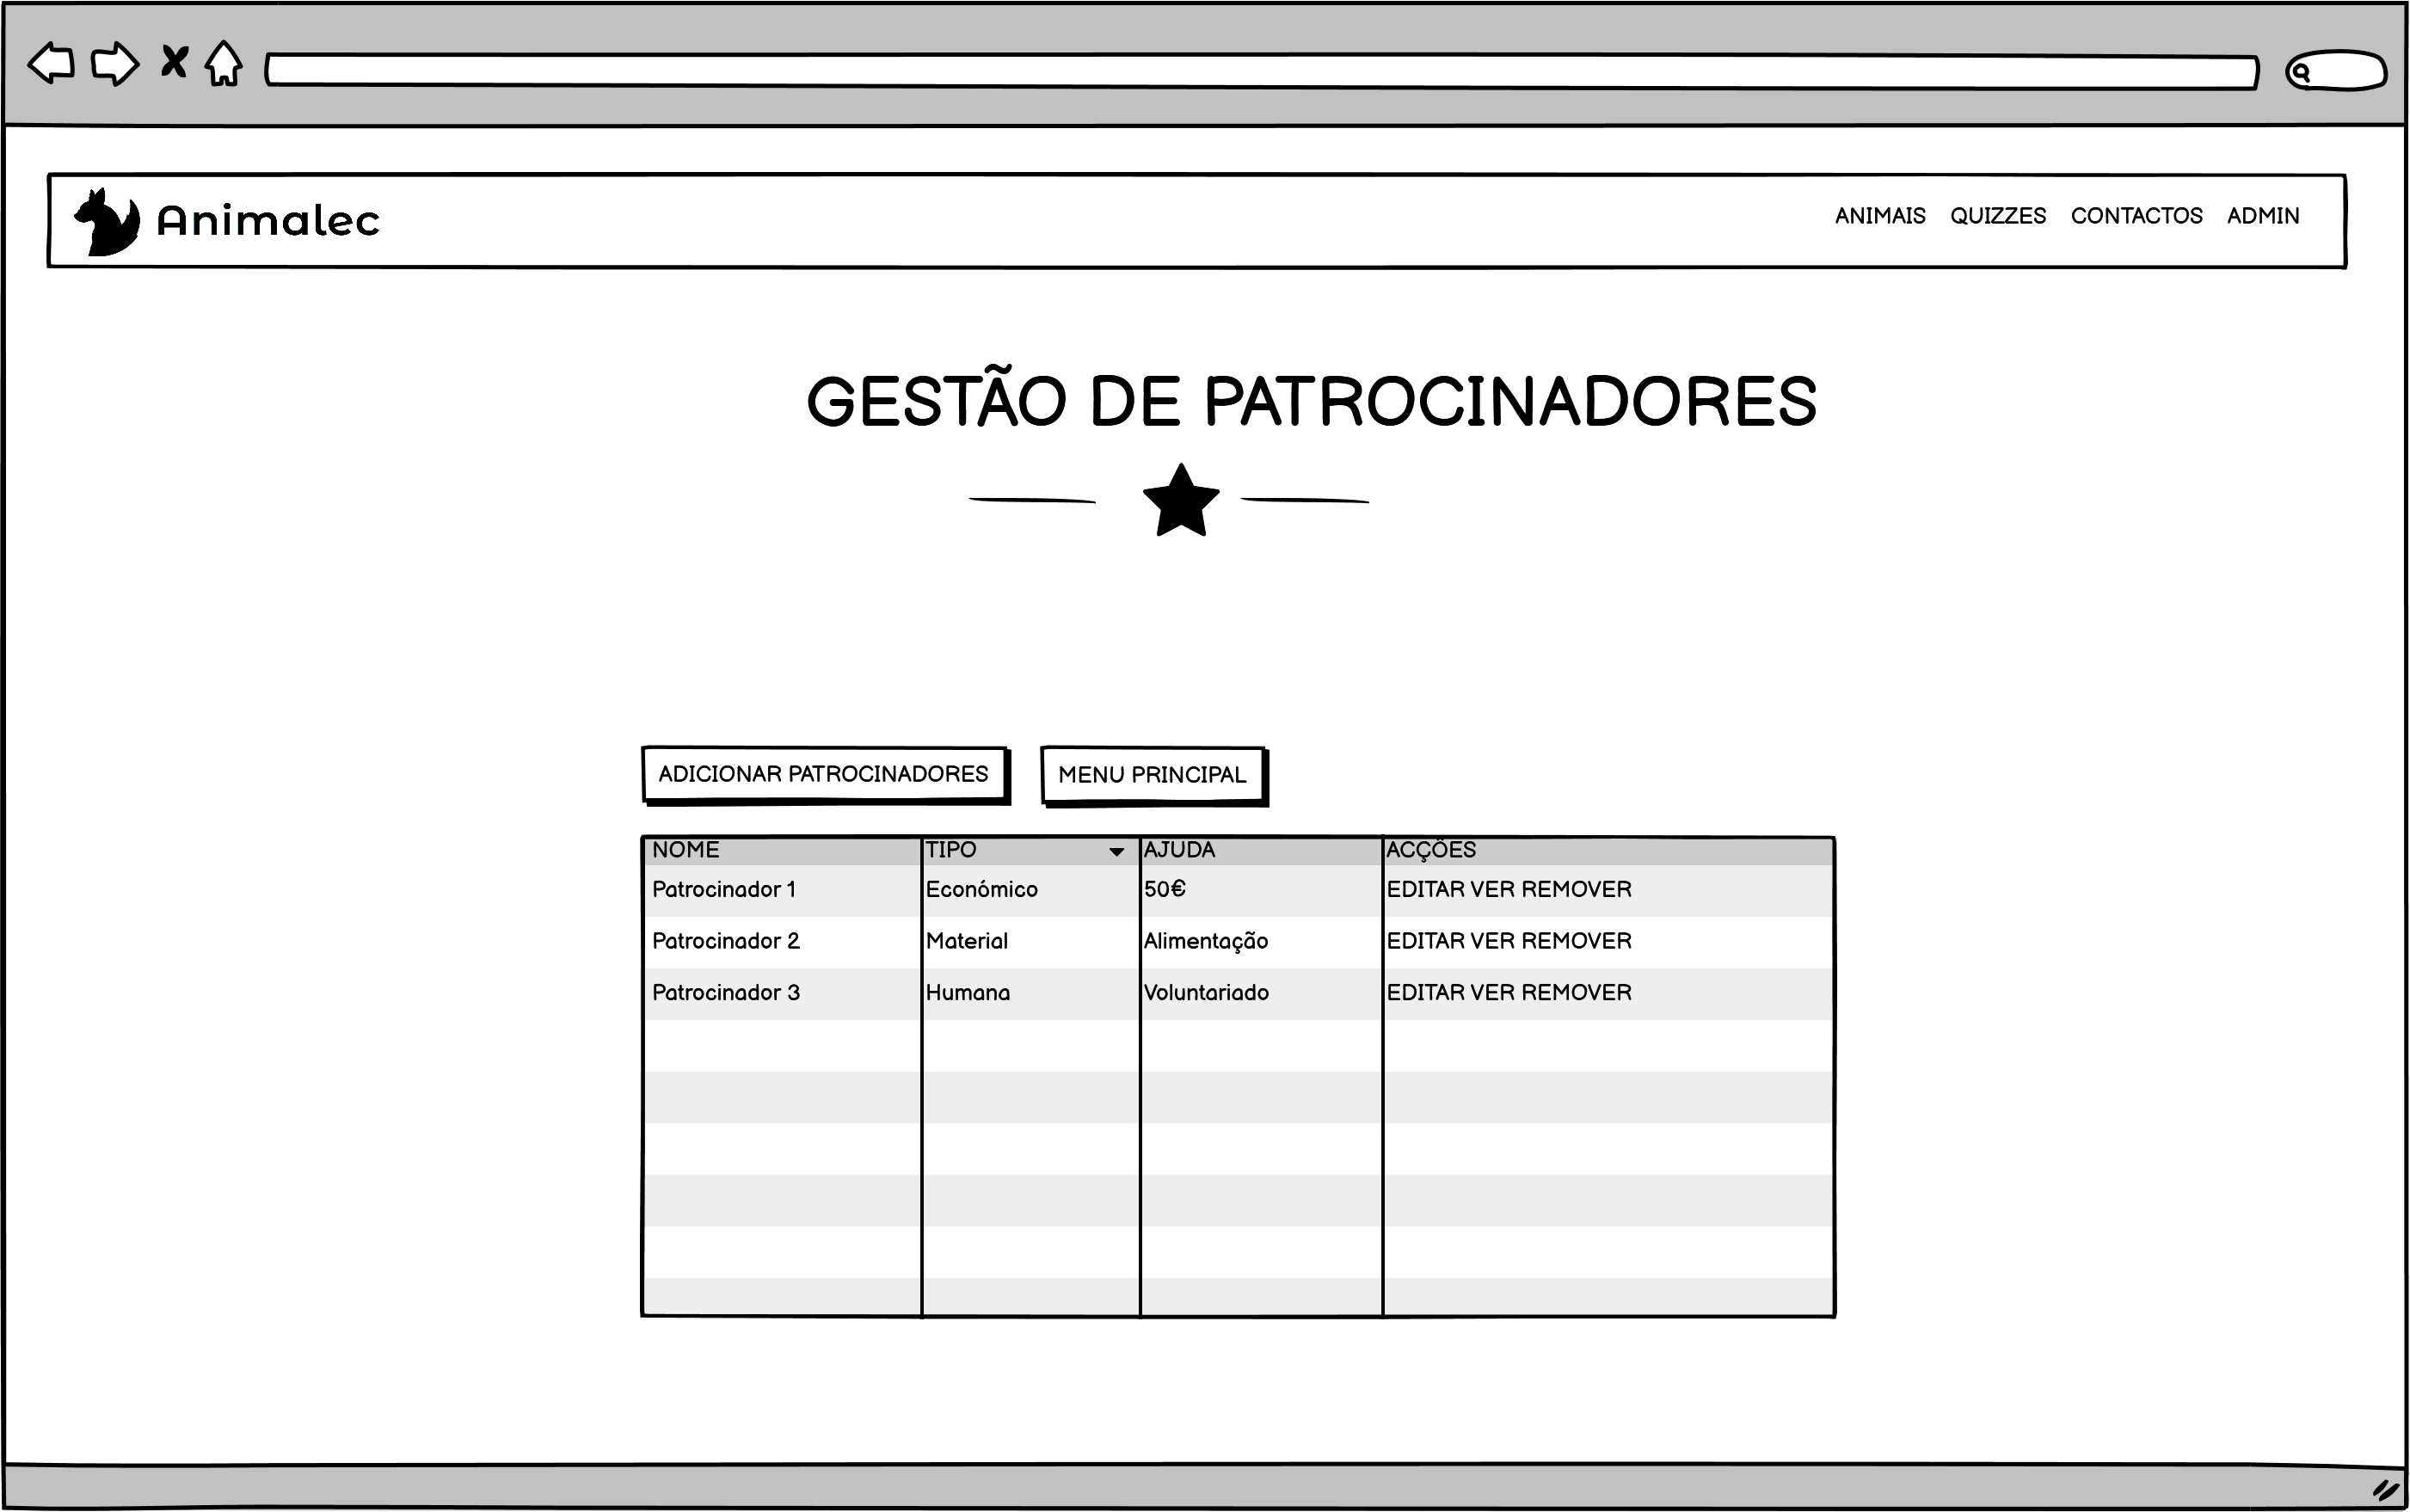 Animalec
ANIMAIS QUIZZES CONTACTOS ADMIN
GESTÃO DE PATROCINADORES
ADICIONAR PATROCINADORES MENU PRINCIPAL
NOME TIPO AJUDA ACÇÕES
Patrocinador 1 Económico 50€ EDITAR VER REMOVER
Patrocinador 2 Material Alimentação EDITAR VER REMOVER
Patrocinador 3 Humana Voluntariado EDITAR VER REMOVER